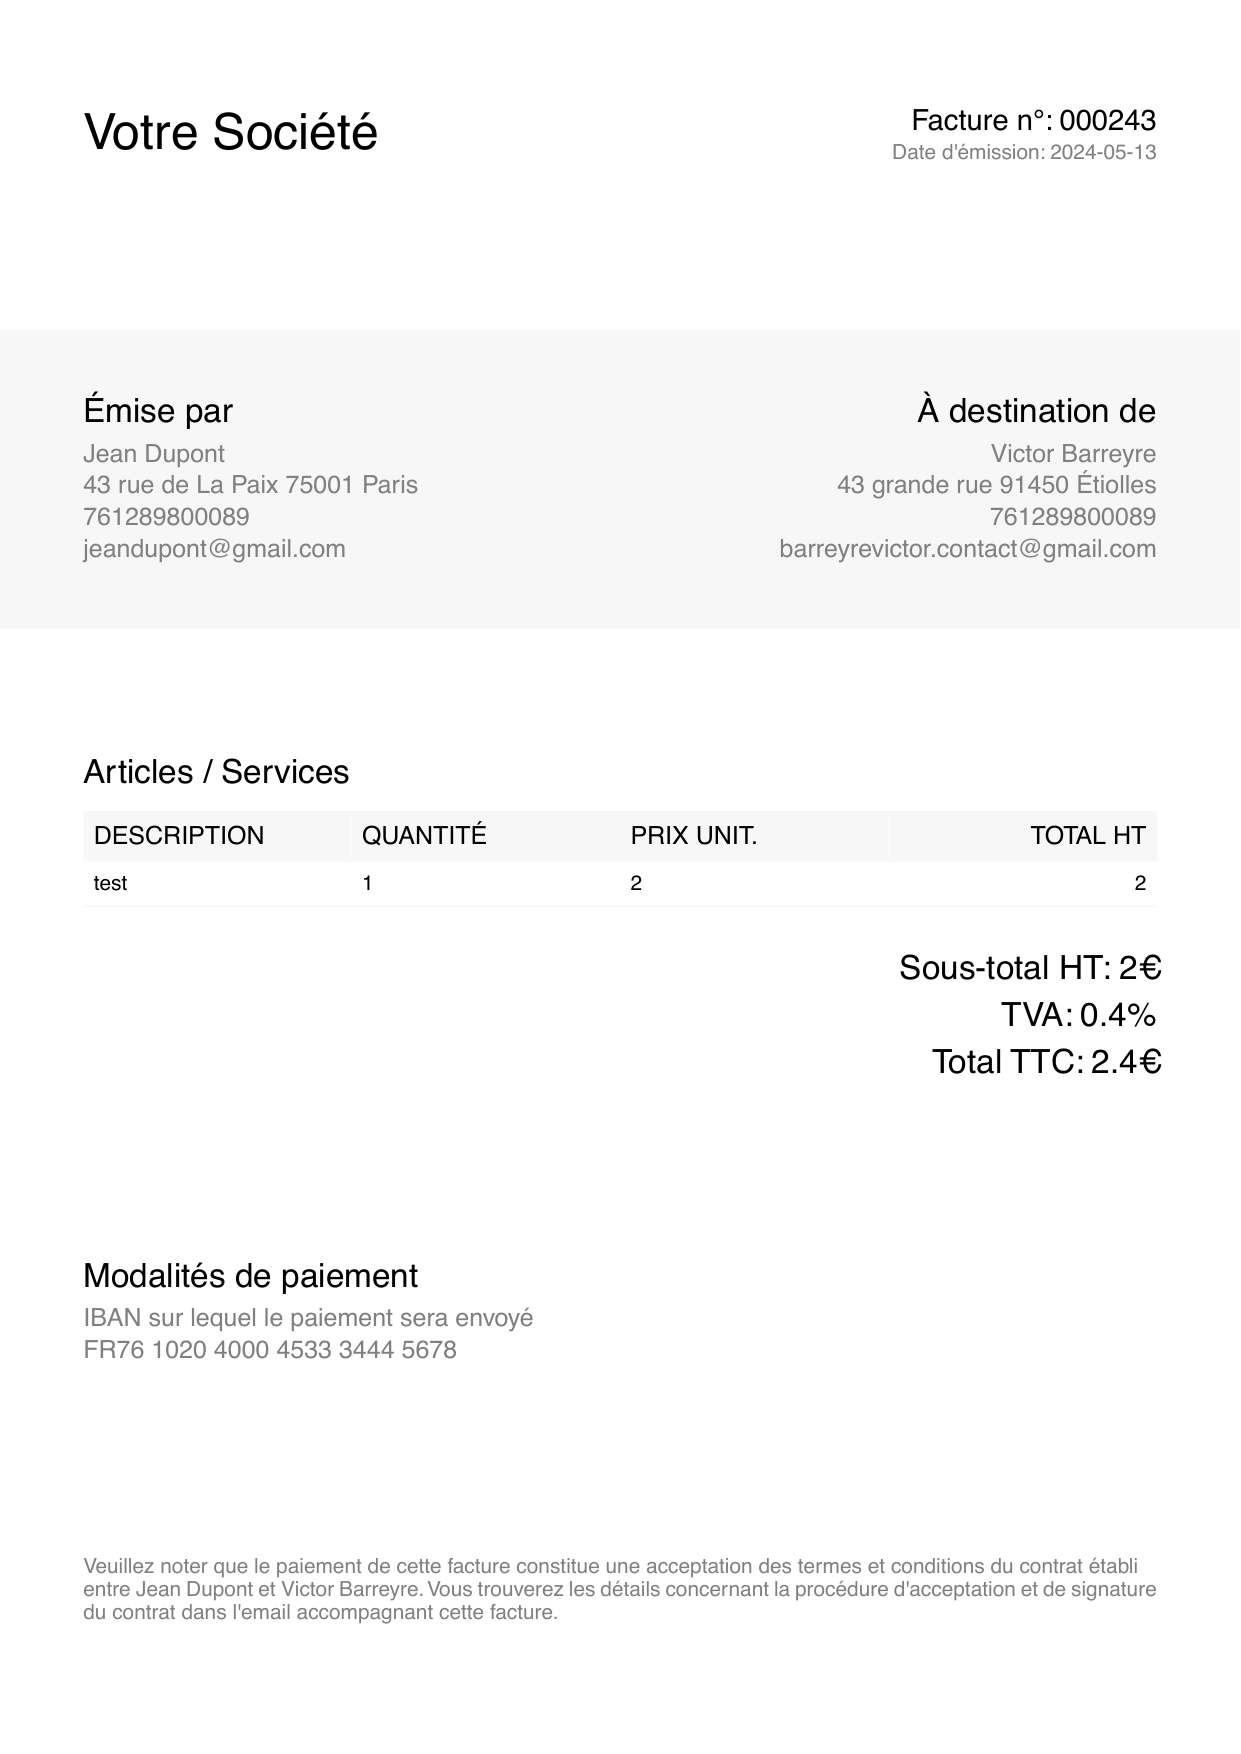 Votre Société
Facture n°: 000243
Date d'émission: 2024-05-13
Émise par
Jean Dupont
43 rue de La Paix 75001 Paris
761289800089
jeandupont@gmail.com
À destination de
Victor Barreyre
43 grande rue 91450 Étiolles
761289800089
barreyrevictor.contact@gmail.com
Articles / Services
DESCRIPTION QUANTITÉ PRIX UNIT. TOTAL HT
test 1 2 2
Sous-total HT: 2€
TVA: 0.4%
Total TTC: 2.4€
Modalités de paiement
IBAN sur lequel le paiement sera envoyé
FR76 1020 4000 4533 3444 5678
Veuillez noter que le paiement de cette facture constitue une acceptation des termes et conditions du contrat établi
entre Jean Dupont et Victor Barreyre. Vous trouverez les détails concernant la procédure d'acceptation et de signature
du contrat dans l'email accompagnant cette facture.